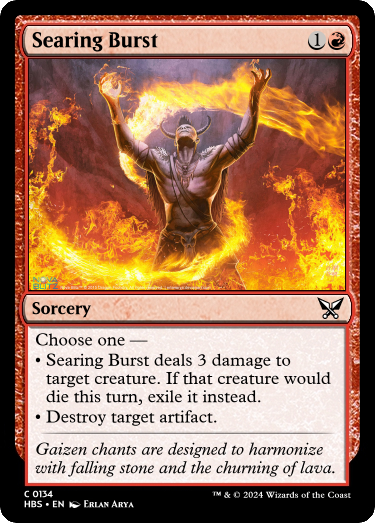 Searing Burst 1
Sorcery
Choose one —
• Searing Burst deals 3 damage to
target creature. If that creature would
die this turn, exile it instead.
• Destroy target artifact.
Gaizen chants are designed to harmonize
with falling stone and the churning of lava.
C 0134
HBS • EN Erlan Arya
™ & © 2024 Wizards of the Coast